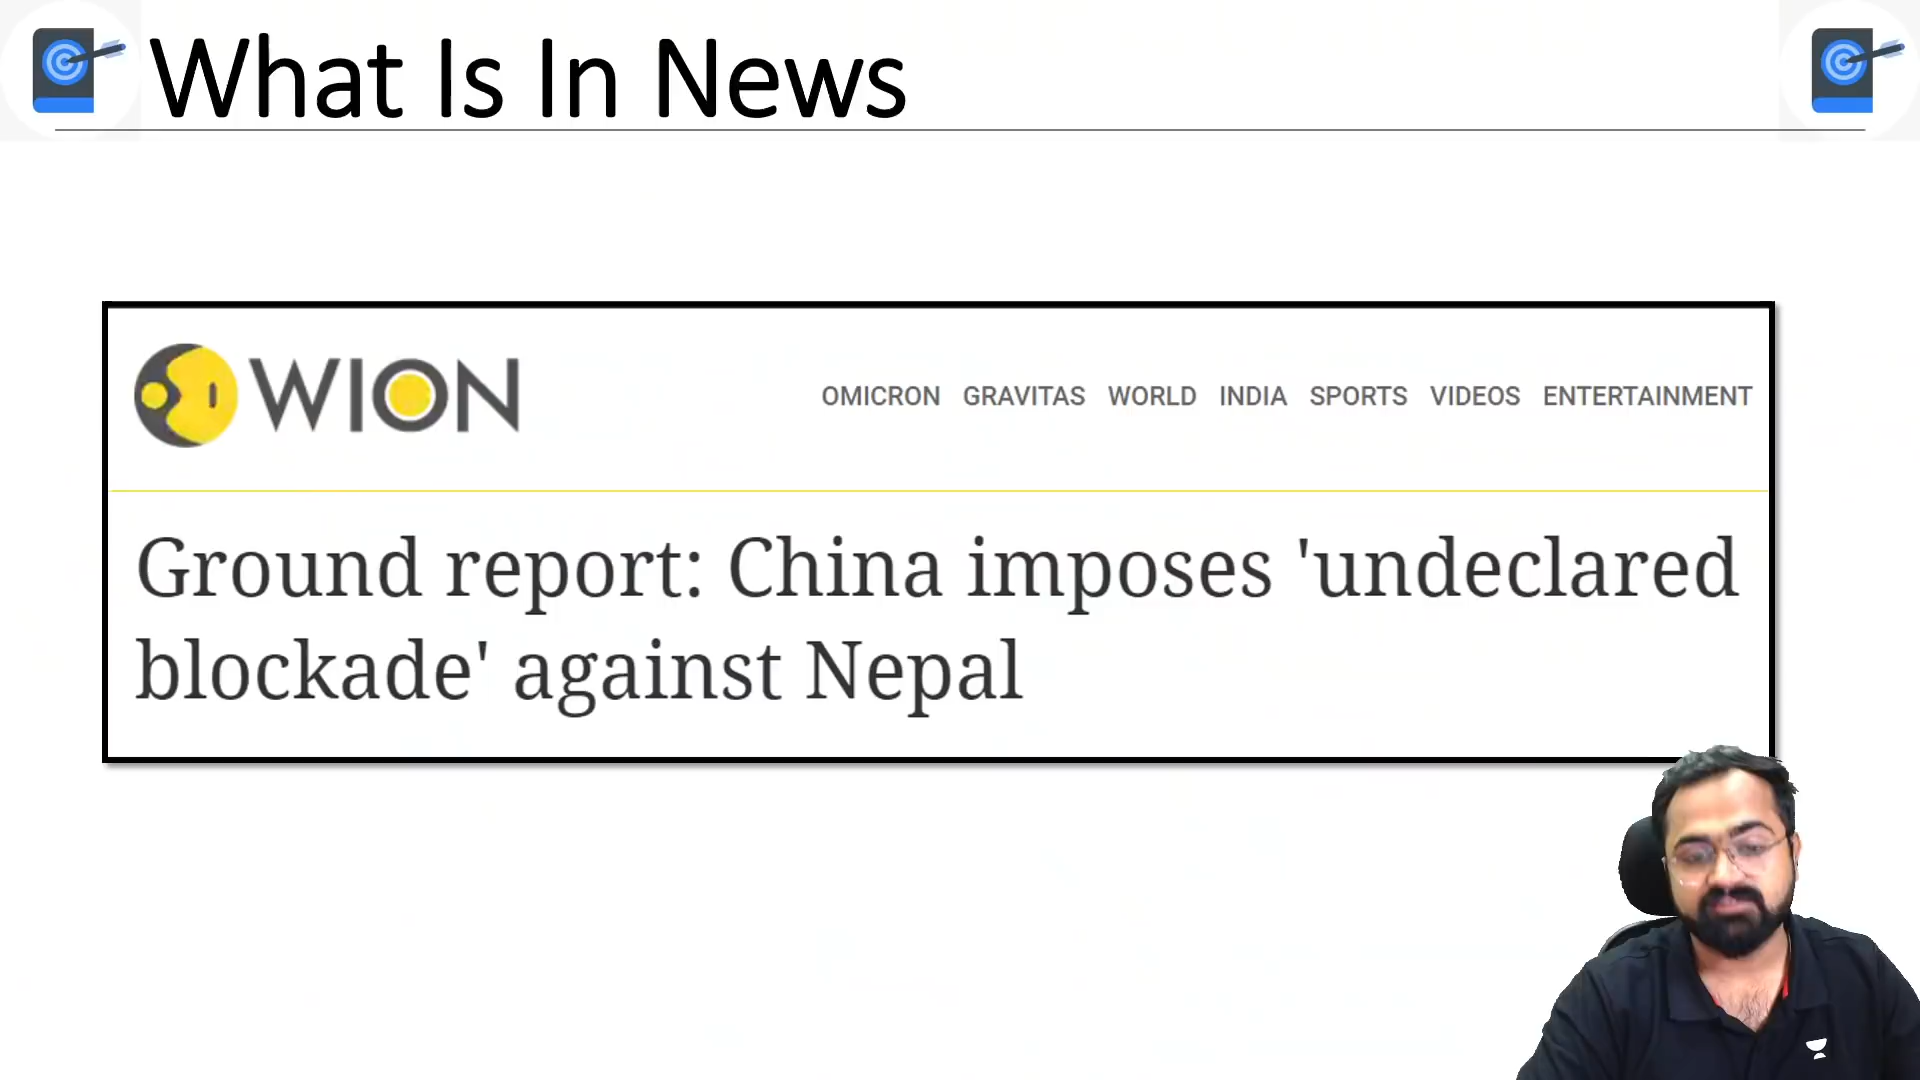 What Is In News
WION
OMICRON GRAVITAS WORLD INDIA SPORTS VIDEOS ENTERTAINMENT
Ground report: China imposes 'undeclared
blockade' against Nepal